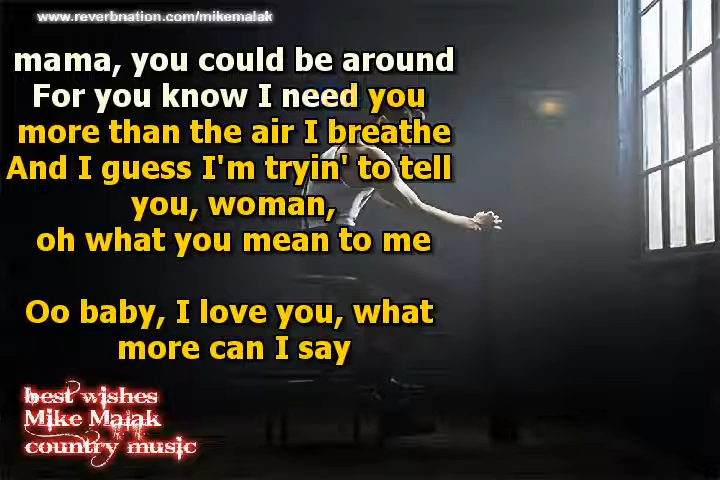 www.reverbnation.com/mikemalak
mama, you could be around
For you know I need you
more than the air I breathe
And I guess I'm tryin' to tell
you, woman,
oh what you mean to me
Oo baby, I love you, what
more can I say
best wishes
Mike Malak
country music